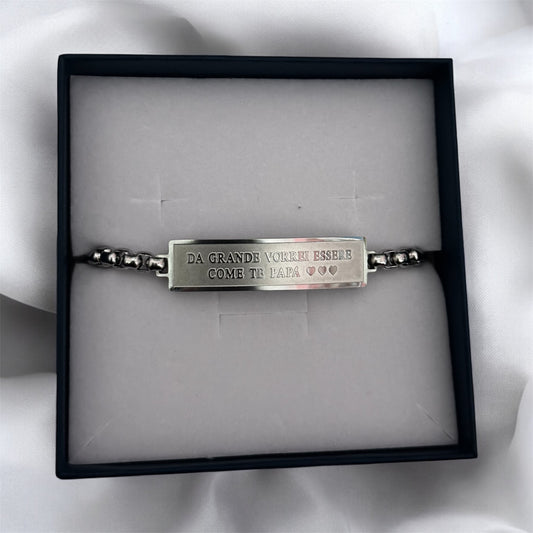 DA GRANDE VORREI ESSERE
COME TE PAPÀ ♡♡♡